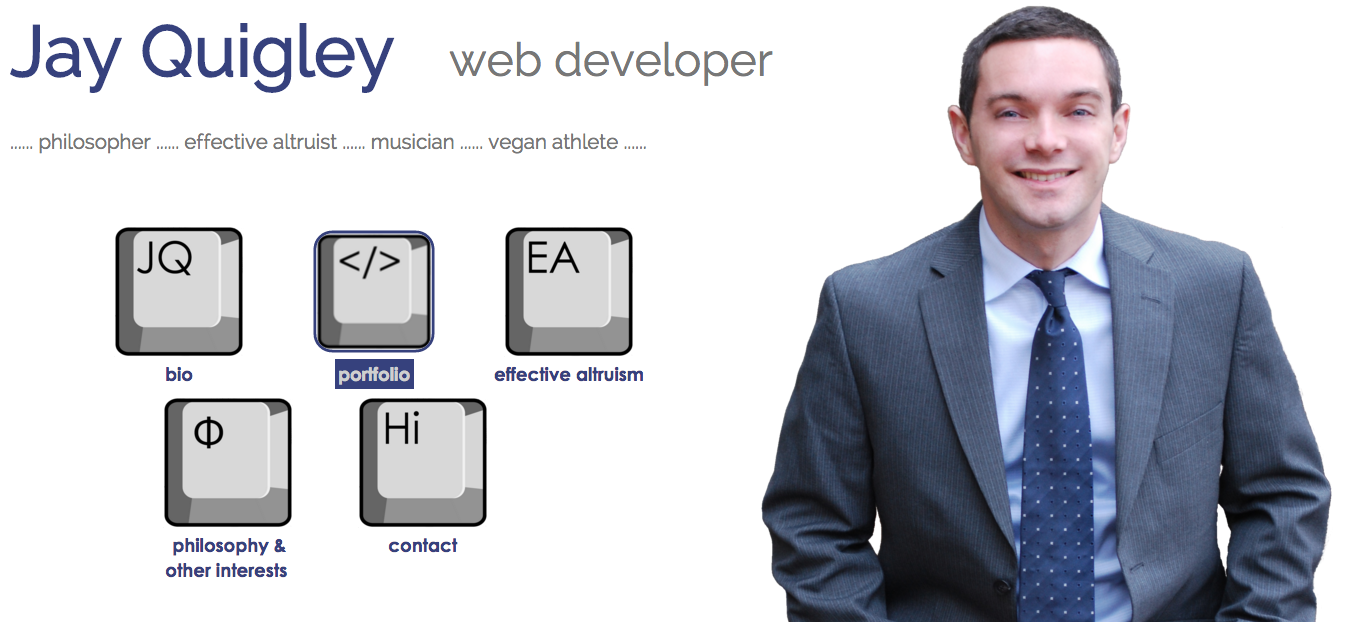 Jay Quigley web developer
...... philosopher ...... effective altruist ...... musician ...... vegan athlete ......
JQ </> EA
bio portfolio effective altruism
Φ Hi
philosophy & contact
other interests